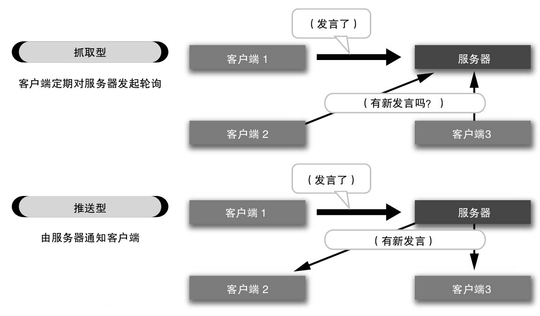 （发言了）
抓取型
客户端 1
服务器
客户端定期对服务器发起轮询
（有新发言吗？）
客户端 2
客户端3
（发言了）
推送型
客户端 1
服务器
由服务器通知客户端
（有新发言）
客户端 2
客户端3